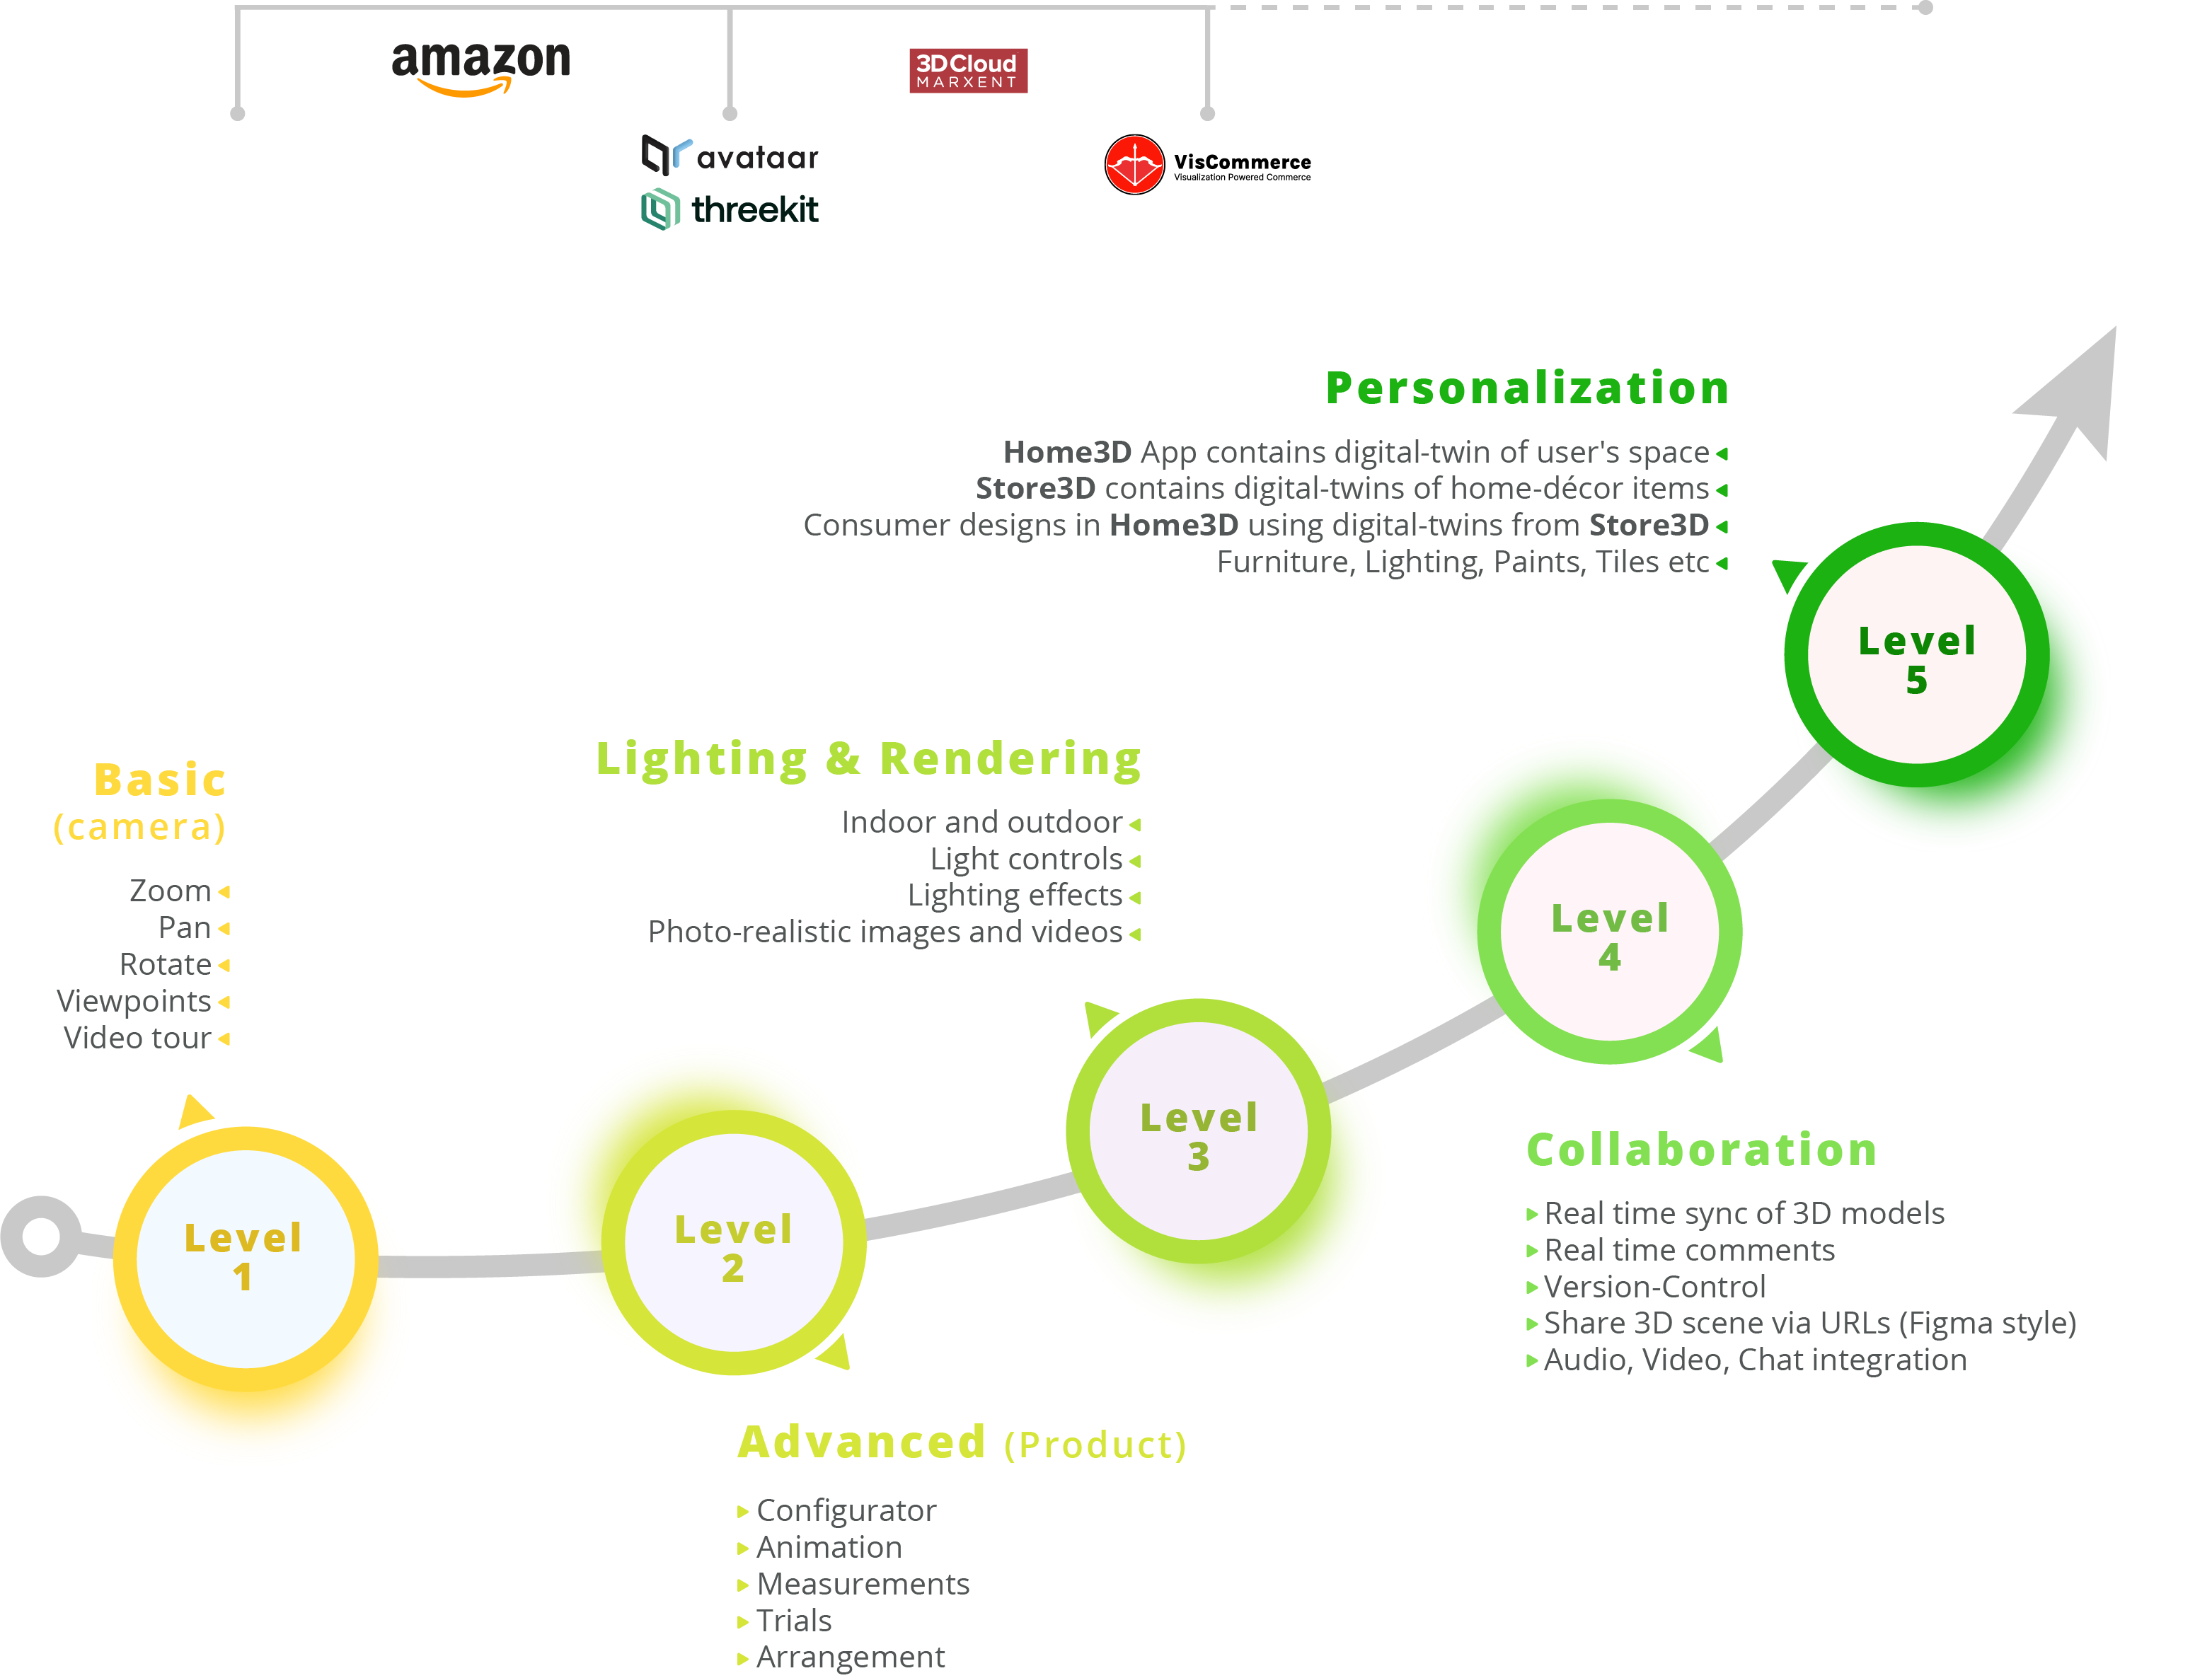 amazon
3D Cloud
MARXENT
avataar
threekit
VisCommerce
Visualization Powered Commerce
Personalization
Home3D App contains digital-twin of user's space
Store3D contains digital-twins of home-décor items
Consumer designs in Home3D using digital-twins from Store3D
Furniture, Lighting, Paints, Tiles etc
Level
5
Lighting & Rendering
Indoor and outdoor
Light controls
Lighting effects
Photo-realistic images and videos
Basic
(camera)
Zoom
Pan
Rotate
Viewpoints
Video tour
Level
4
Level
3
Level
2
Level
1
Collaboration
Real time sync of 3D models
Real time comments
Version-Control
Share 3D scene via URLs (Figma style)
Audio, Video, Chat integration
Advanced (Product)
Configurator
Animation
Measurements
Trials
Arrangement